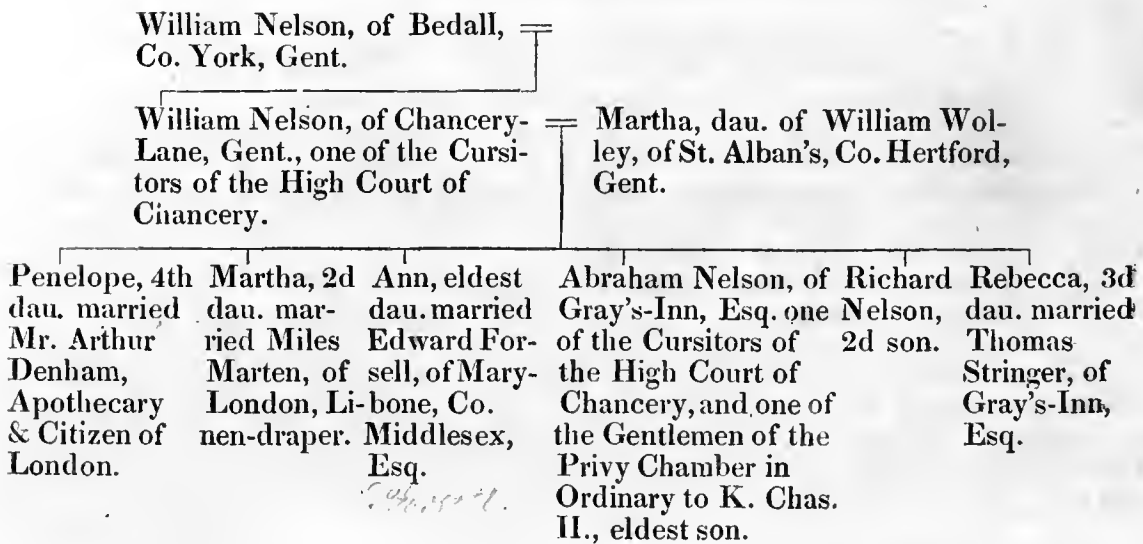 William Nelson, of Bedall,
Co. York, Gent.
William Nelson, of Chancery-
Lane, Gent., one of the Cursi-
tors of the High Court of
Chancery.
Martha, dau. of William Wol-
ley, of St. Alban's, Co. Hertford,
Gent.
Penelope, 4th
dau. married
Mr. Arthur
Denham,
Apothecary
& Citizen of
London.
Martha, 2d
dau. mar-
ried Miles
Marten, of
London, Li-
nen-draper.
Ann, eldest
dau. married
Edward For-
sell, of Mary-
bone, Co.
Middlesex,
Esq.
Abraham Nelson, of
Gray's-Inn, Esq. one
of the Cursitors of
the High Court of
Chancery, and one of
the Gentlemen of the
Privy Chamber in
Ordinary to K. Chas.
II., eldest son.
Richard
Nelson,
2d son.
Rebecca, 3d
dau. married
Thomas
Stringer, of
Gray's-Inn,
Esq.